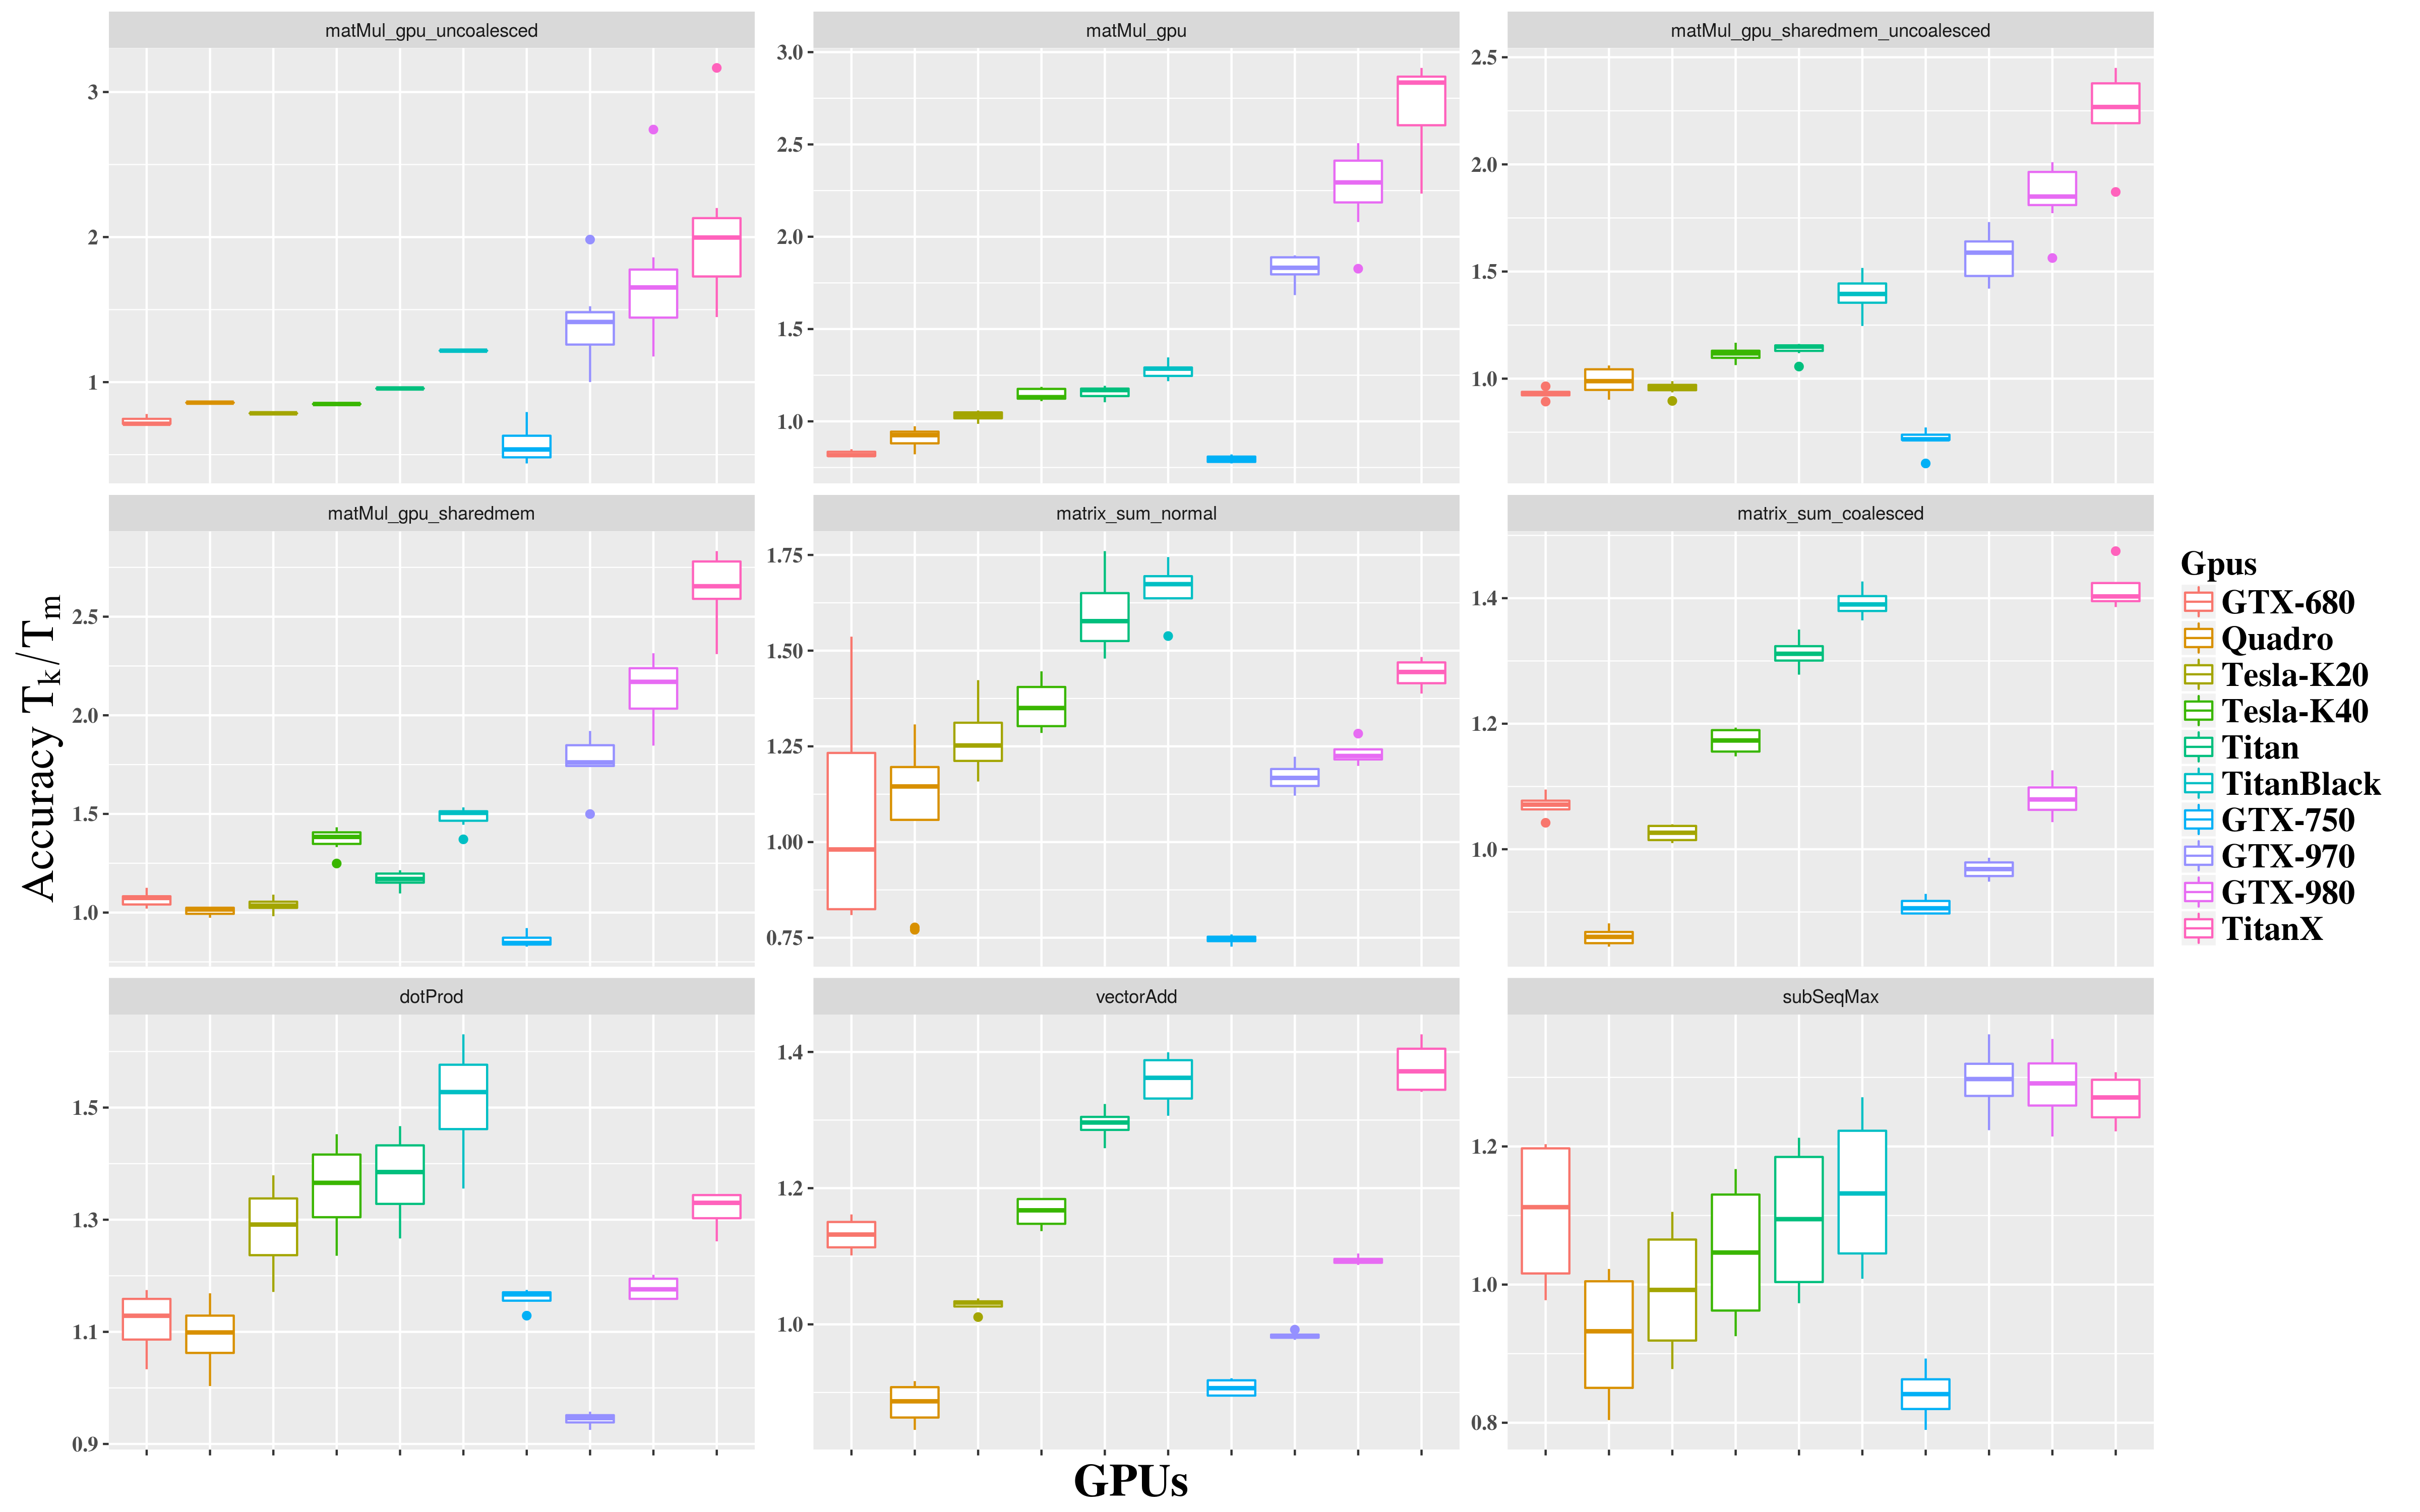 matMul_gpu_uncoalesced
matMul_gpu
matMul_gpu_sharedmem_uncoalesced
3
2
1
3.0
2.5
2.0
1.5
1.0
2.5
2.0
1.5
1.0
matMul_gpu_sharedmem
matrix_sum_normal
matrix_sum_coalesced
2.5
2.0
1.5
1.0
1.75
1.50
1.25
1.00
0.75
1.4
1.2
1.0
dotProd
vectorAdd
subSeqMax
1.5
1.3
1.1
0.9
1.4
1.2
1.0
1.2
1.0
0.8
Accuracy Tk/Tm
GPUs
Gpus
GTX-680
Quadro
Tesla-K20
Tesla-K40
Titan
TitanBlack
GTX-750
GTX-970
GTX-980
TitanX